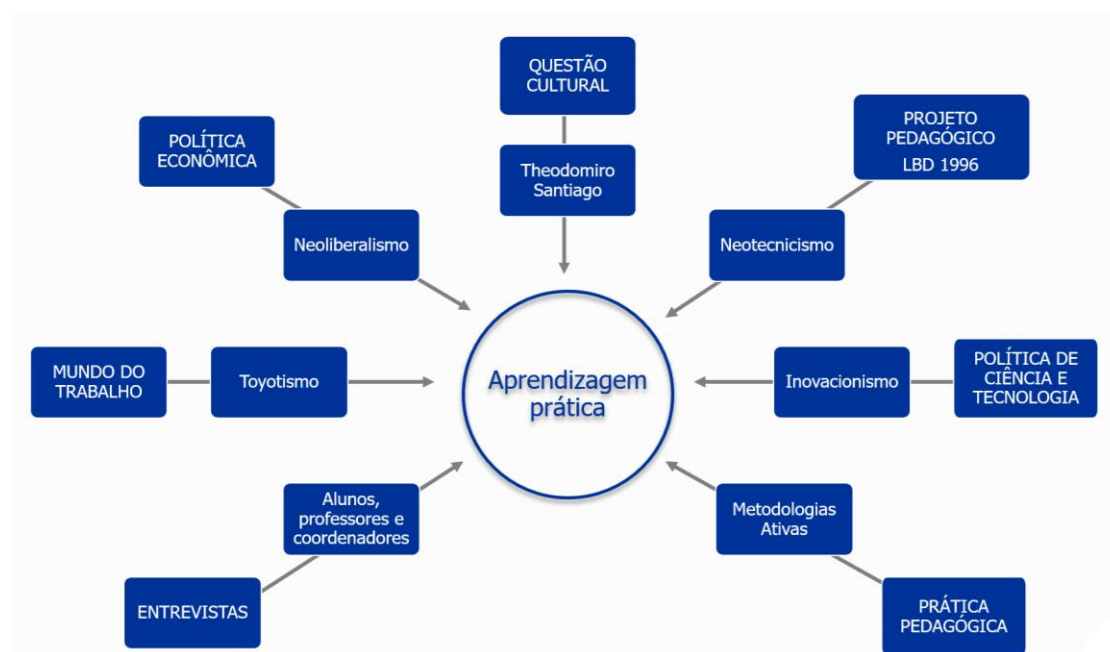 QUESTÃO
CULTURAL
Theodomiro
Santiago
POLÍTICA
ECONÔMICA
Neoliberalismo
PROJETO
PEDAGÓGICO
LBD 1996
Neotecnicismo
MUNDO DO
TRABALHO
Toyotismo
Aprendizagem
prática
Inovacionismo
POLÍTICA DE
CIÊNCIA E
TECNOLOGIA
Alunos,
professores e
coordenadores
ENTREVISTAS
Metodologias
Ativas
PRÁTICA
PEDAGÓGICA